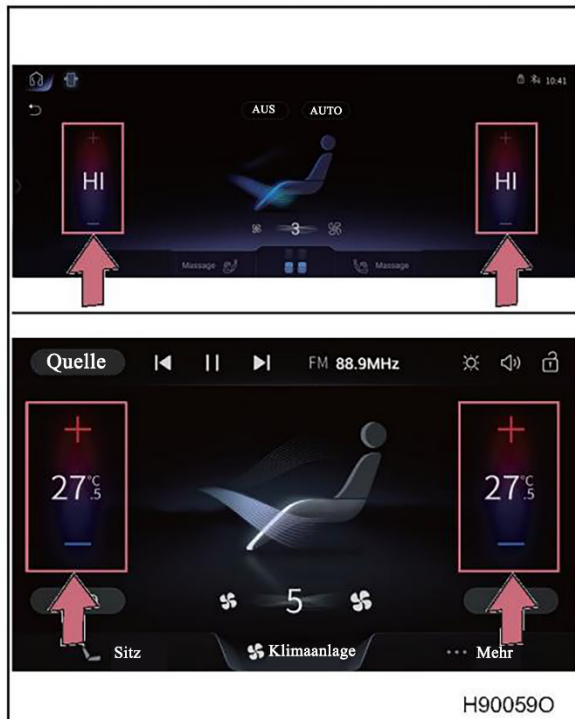 10:41
AUS AUTO
+ +
HI HI
− −
3
Massage Massage
Quelle FM 88.9MHz
+ +
27.5°C 27.5°C
− −
5
Sitz Klimaanlage ··· Mehr
H90059O